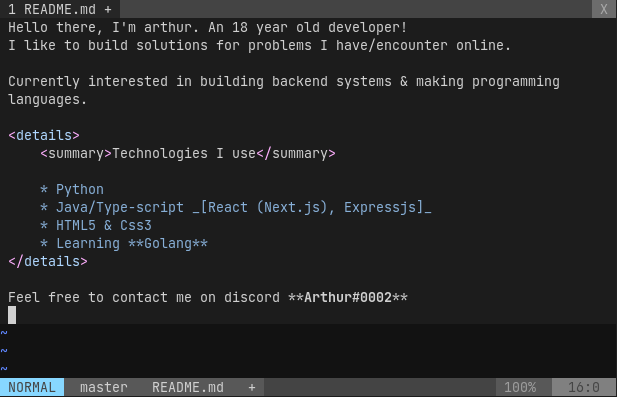 1 README.md + X
Hello there, I'm arthur. An 18 year old developer!
I like to build solutions for problems I have/encounter online.

Currently interested in building backend systems & making programming
languages.

<details>
    <summary>Technologies I use</summary>

    * Python
    * Java/Type-script _[React (Next.js), Expressjs]_
    * HTML5 & Css3
    * Learning **Golang**
</details>

Feel free to contact me on discord **Arthur#0002**

~
~
~
NORMAL master README.md + 100% 16:0